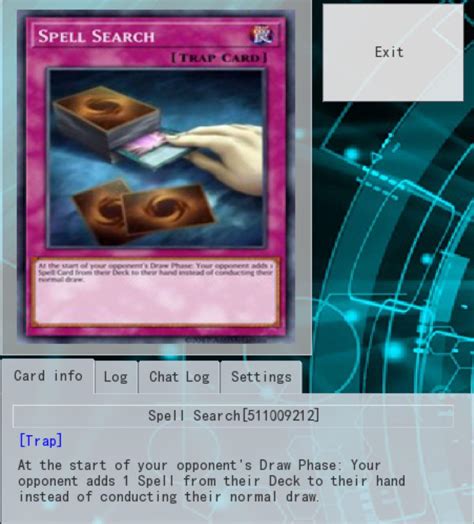 SPELL SEARCH
[TRAP CARD]
At the start of your opponent's Draw Phase: Your opponent adds 1
Spell Card from their Deck to their hand instead of conducting their
normal draw.
Exit
Card info Log Chat Log Settings
Spell Search[511009212]
[Trap]
At the start of your opponent's Draw Phase: Your
opponent adds 1 Spell from their Deck to their hand
instead of conducting their normal draw.